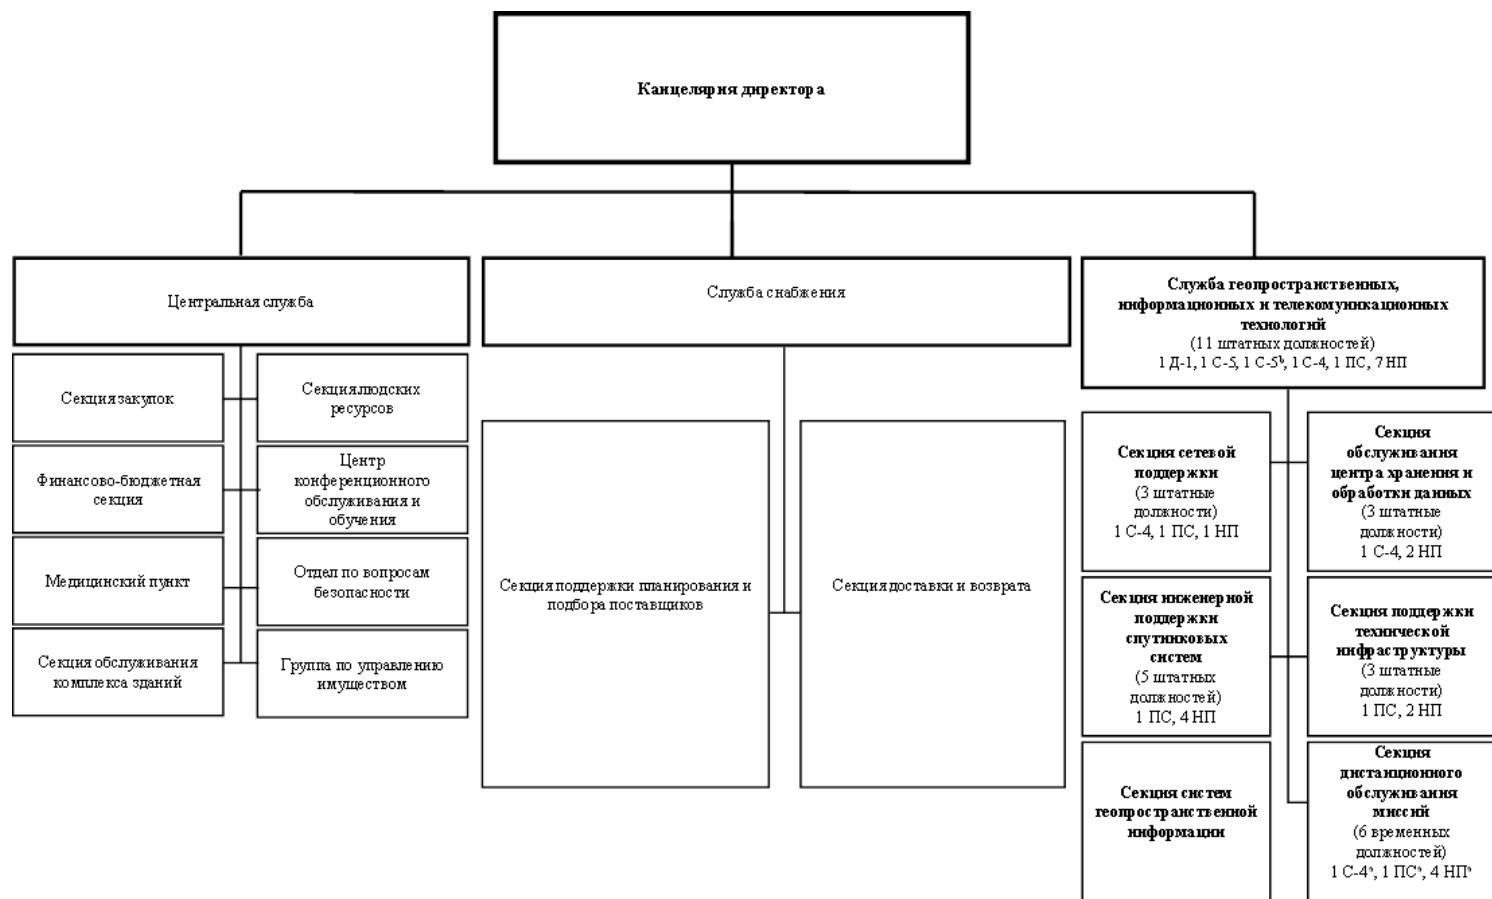 Канцелярия директора
Центральная служба
Служба снабжения
Служба геопространственных,
информационных и телекомуникационных
технологий
(11 штатных должностей)
1 Д-1, 1 С-5, 1 С-5ᵇ, 1 С-4, 1 ПС, 7 НП
Секция закупок
Секция людских
ресурсов
Финансово-бюджетная
секция
Центр
конференционного
обслуживания и
обучения
Медицинский пункт
Отдел по вопросам
безопасности
Секция обслуживания
комплекса зданий
Группа по управлению
имуществом
Секция поддержки планирования и
подбора поставщиков
Секция доставки и возврата
Секция сетевой
поддержки
(3 штатные
должности)
1 С-4, 1 ПС, 1 НП
Секция
обслуживания
центра хранения и
обработки данных
(3 штатные
должности)
1 С-4, 2 НП
Секция инженерной
поддержки
спутниковых
систем
(5 штатных
должностей)
1 ПС, 4 НП
Секция поддержки
технической
инфраструктуры
(3 штатные
должности)
1 ПС, 2 НП
Секция систем
геопространственной
информации
Секция
дистанционного
обслуживания
миссий
(6 временных
должностей)
1 С-4ᵃ, 1 ПСᵃ, 4 НПᵃ